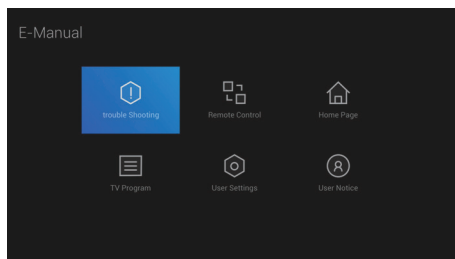 E-Manual
trouble Shooting
Remote Control
Home Page
TV Program
User Settings
User Notice